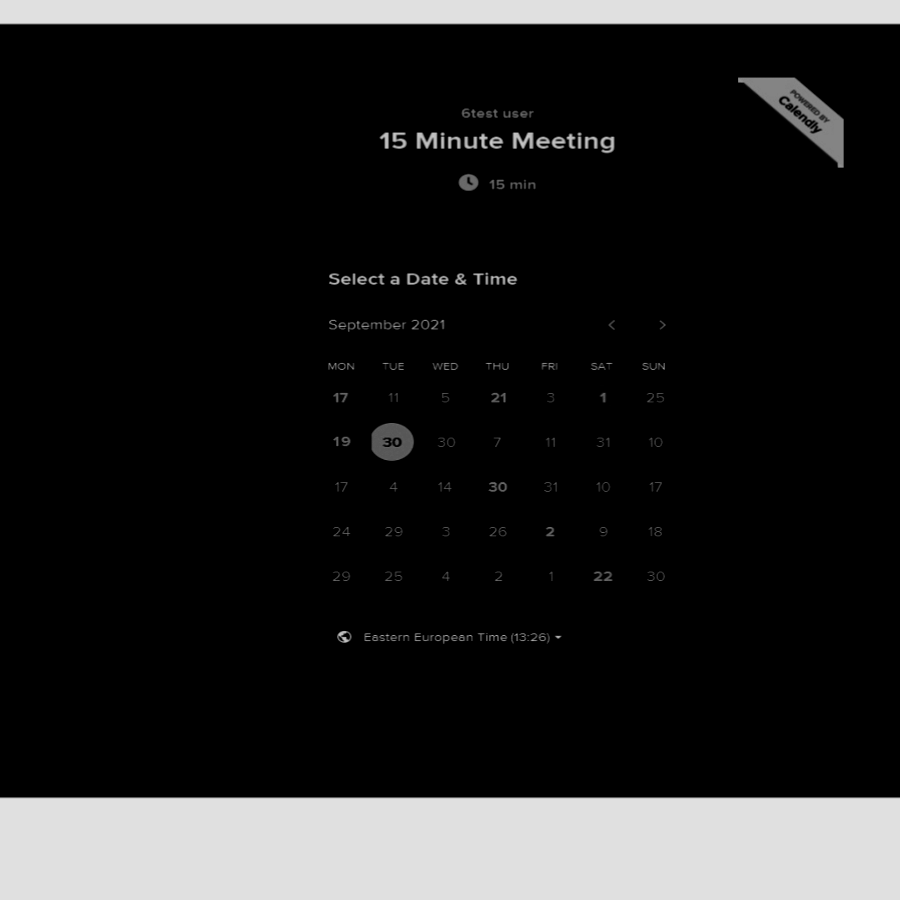 POWERED BY
Calendly
6test user
15 Minute Meeting
15 min
Select a Date & Time
September 2021
MON TUE WED THU FRI SAT SUN
17 11 5 21 3 1 25
19 30 30 7 11 31 10
17 4 14 30 31 10 17
24 29 3 26 2 9 18
29 25 4 2 1 22 30
Eastern European Time (13:26)